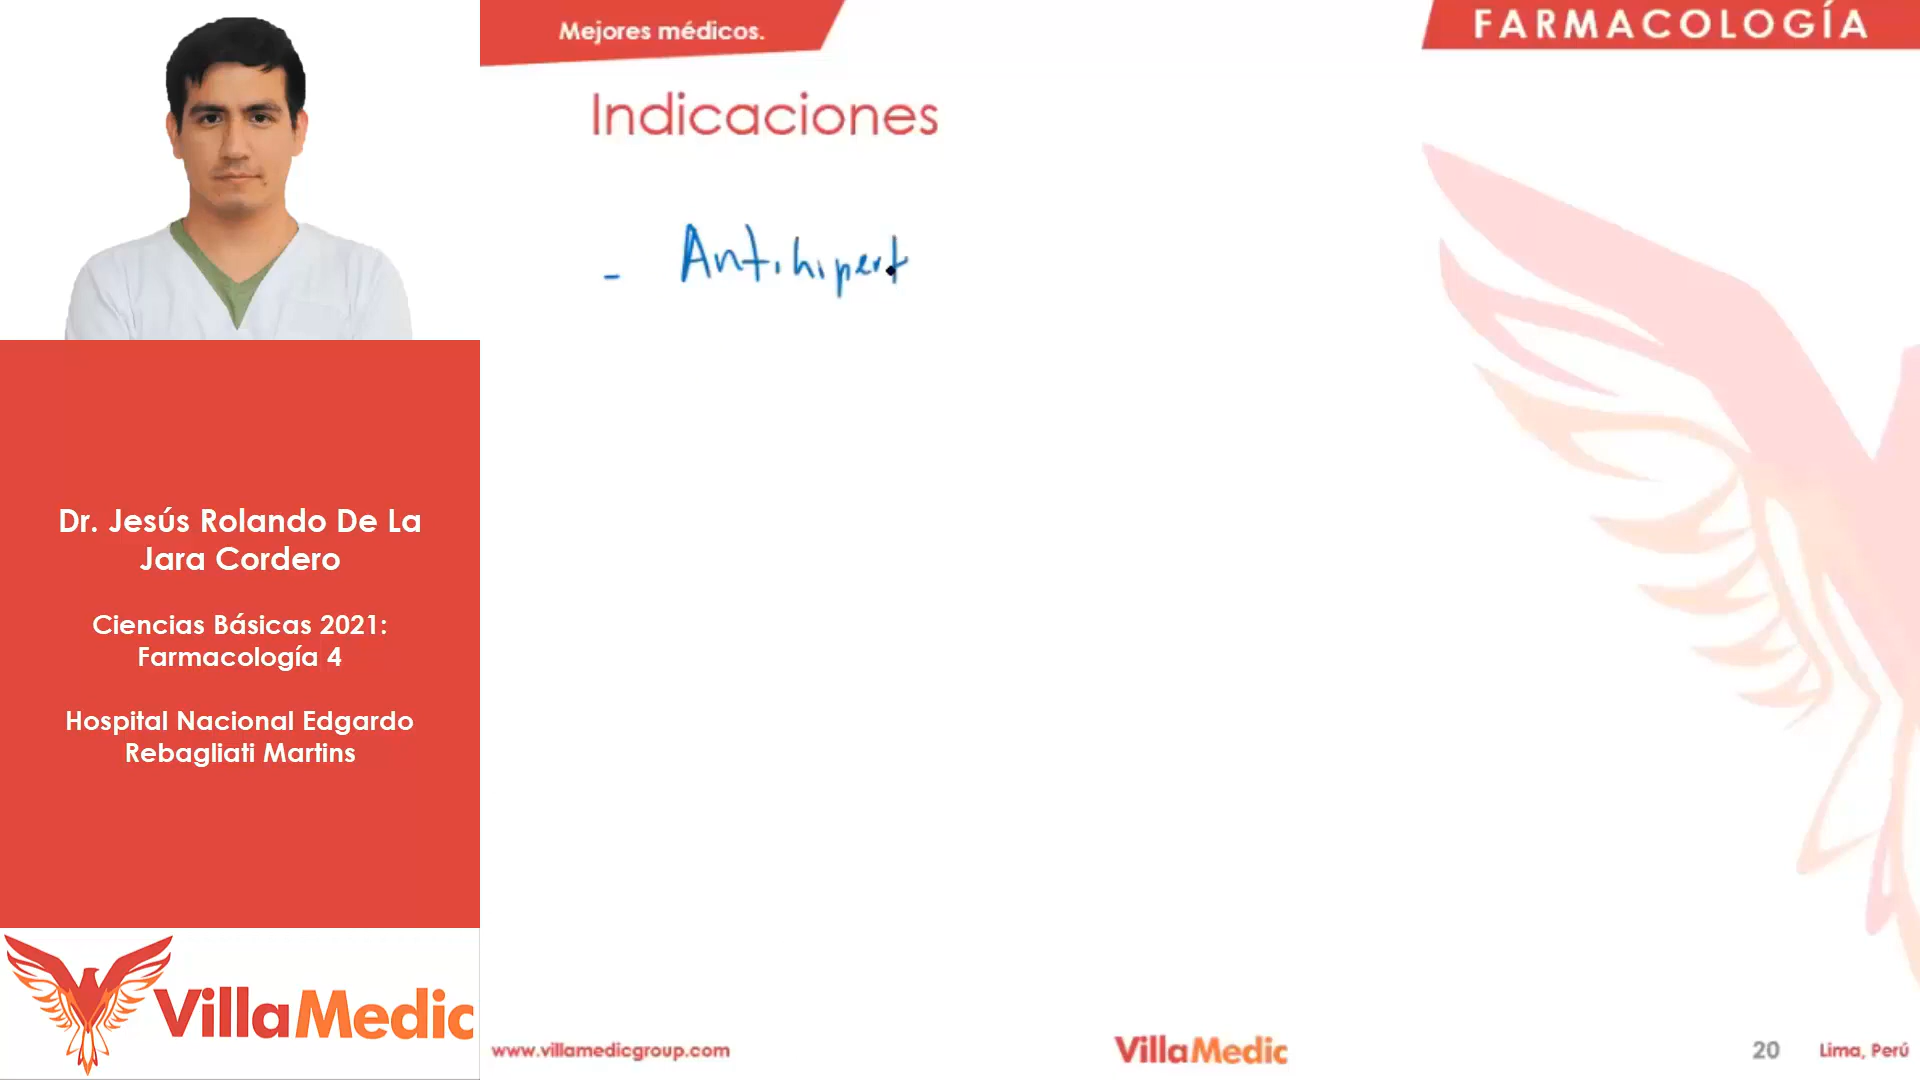 Mejores médicos.
FARMACOLOGÍA
Indicaciones
- Antihipert
Dr. Jesús Rolando De La
Jara Cordero
Ciencias Básicas 2021:
Farmacología 4
Hospital Nacional Edgardo
Rebagliati Martins
VillaMedic
www.villamedicgroup.com
VillaMedic
20
Lima, Perú